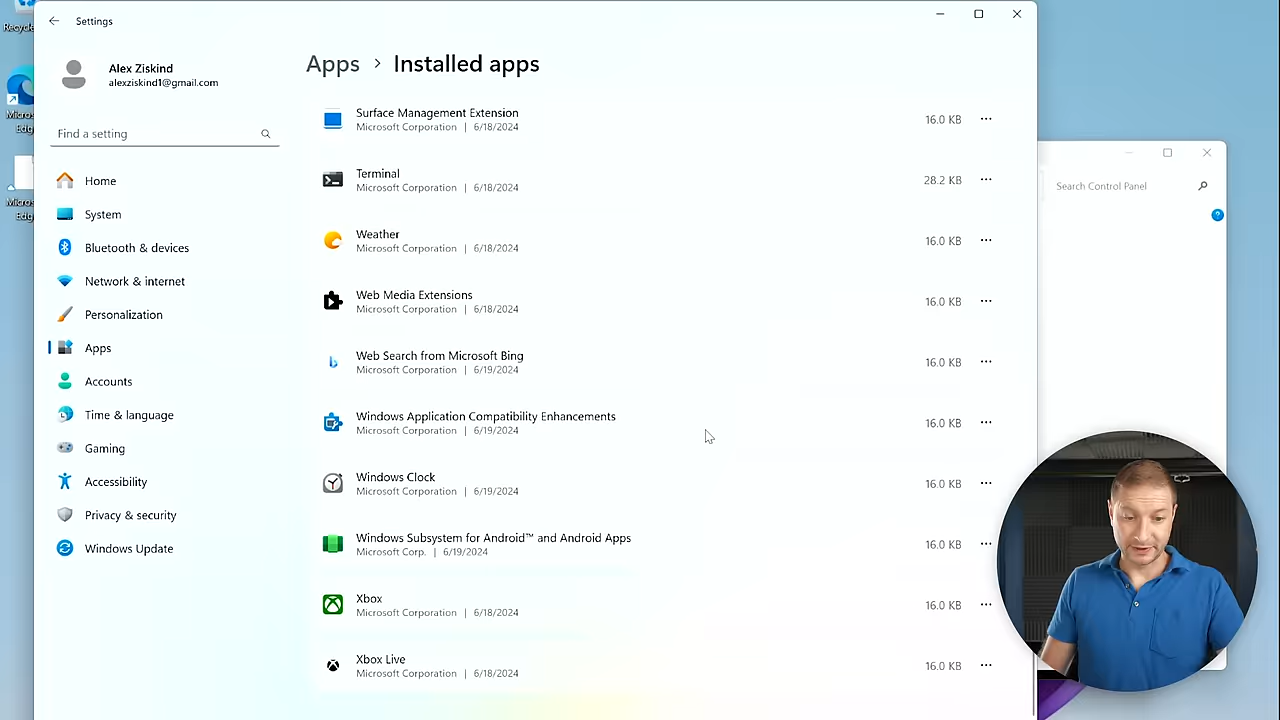 Settings
Recycle
Alex Ziskind
alexziskind1@gmail.com
Find a setting
Home
System
Bluetooth & devices
Network & internet
Personalization
Apps
Accounts
Time & language
Gaming
Accessibility
Privacy & security
Windows Update
Apps > Installed apps
Surface Management Extension
Microsoft Corporation | 6/18/2024
16.0 KB
Terminal
Microsoft Corporation | 6/18/2024
28.2 KB
Weather
Microsoft Corporation | 6/18/2024
16.0 KB
Web Media Extensions
Microsoft Corporation | 6/18/2024
16.0 KB
Web Search from Microsoft Bing
Microsoft Corporation | 6/19/2024
16.0 KB
Windows Application Compatibility Enhancements
Microsoft Corporation | 6/19/2024
16.0 KB
Windows Clock
Microsoft Corporation | 6/19/2024
16.0 KB
Windows Subsystem for Android™ and Android Apps
Microsoft Corp. | 6/19/2024
16.0 KB
Xbox
Microsoft Corporation | 6/18/2024
16.0 KB
Xbox Live
Microsoft Corporation | 6/18/2024
16.0 KB
Search Control Panel
Micros
Edg
Micros
Edg